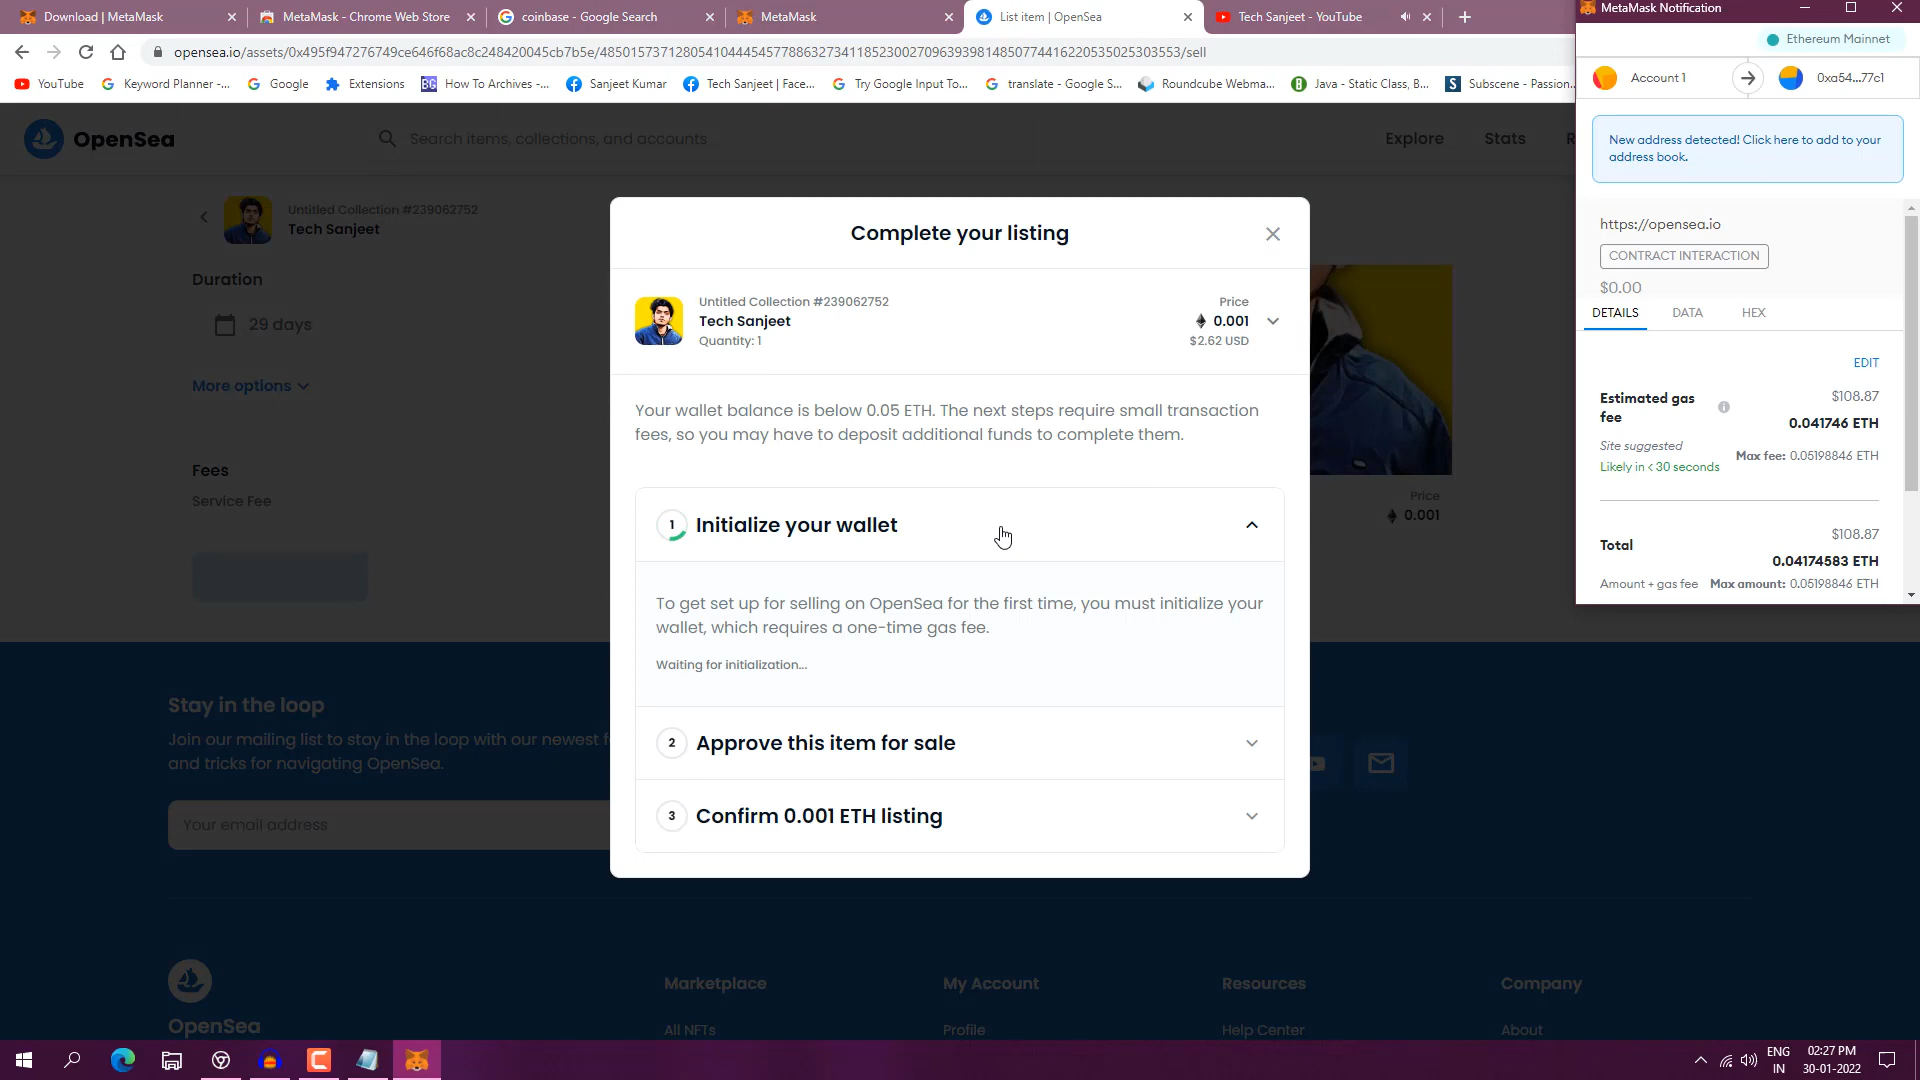 Download | MetaMask
MetaMask - Chrome Web Store
coinbase - Google Search
MetaMask
List item | OpenSea
Tech Sanjeet - YouTube
opensea.io/assets/0x495f947276749ce646f68ac8c248420045cb7b5e/48501573712805410444545778863273411852300270963939814850774416220535025303553/sell
YouTube
Keyword Planner -...
Google
Extensions
How To Archives -...
Sanjeet Kumar
Tech Sanjeet | Face...
Try Google Input To...
translate - Google S...
Roundcube Webma...
Java - Static Class, B...
Subscene - Passion...
OpenSea
Search items, collections, and accounts
Explore
Stats
R
Untitled Collection #239062752
Tech Sanjeet
Duration
29 days
More options
Fees
Service Fee
Price
0.001
Complete your listing
Untitled Collection #239062752
Tech Sanjeet
Quantity: 1
Price
0.001
$2.62 USD
Your wallet balance is below 0.05 ETH. The next steps require small transaction
fees, so you may have to deposit additional funds to complete them.
1 Initialize your wallet
To get set up for selling on OpenSea for the first time, you must initialize your
wallet, which requires a one-time gas fee.
Waiting for initialization...
2 Approve this item for sale
3 Confirm 0.001 ETH listing
MetaMask Notification
Ethereum Mainnet
Account 1
0xa54...77c1
New address detected! Click here to add to your
address book.
https://opensea.io
CONTRACT INTERACTION
$0.00
DETAILS
DATA
HEX
EDIT
Estimated gas
fee
$108.87
0.041746 ETH
Site suggested
Likely in < 30 seconds
Max fee: 0.05198846 ETH
Total
$108.87
0.04174583 ETH
Amount + gas fee
Max amount: 0.05198846 ETH
Stay in the loop
Join our mailing list to stay in the loop with our newest f
and tricks for navigating OpenSea.
Your email address
OpenSea
Marketplace
My Account
Resources
Company
All NFTs
Profile
Help Center
About
ENG
IN
02:27 PM
30-01-2022